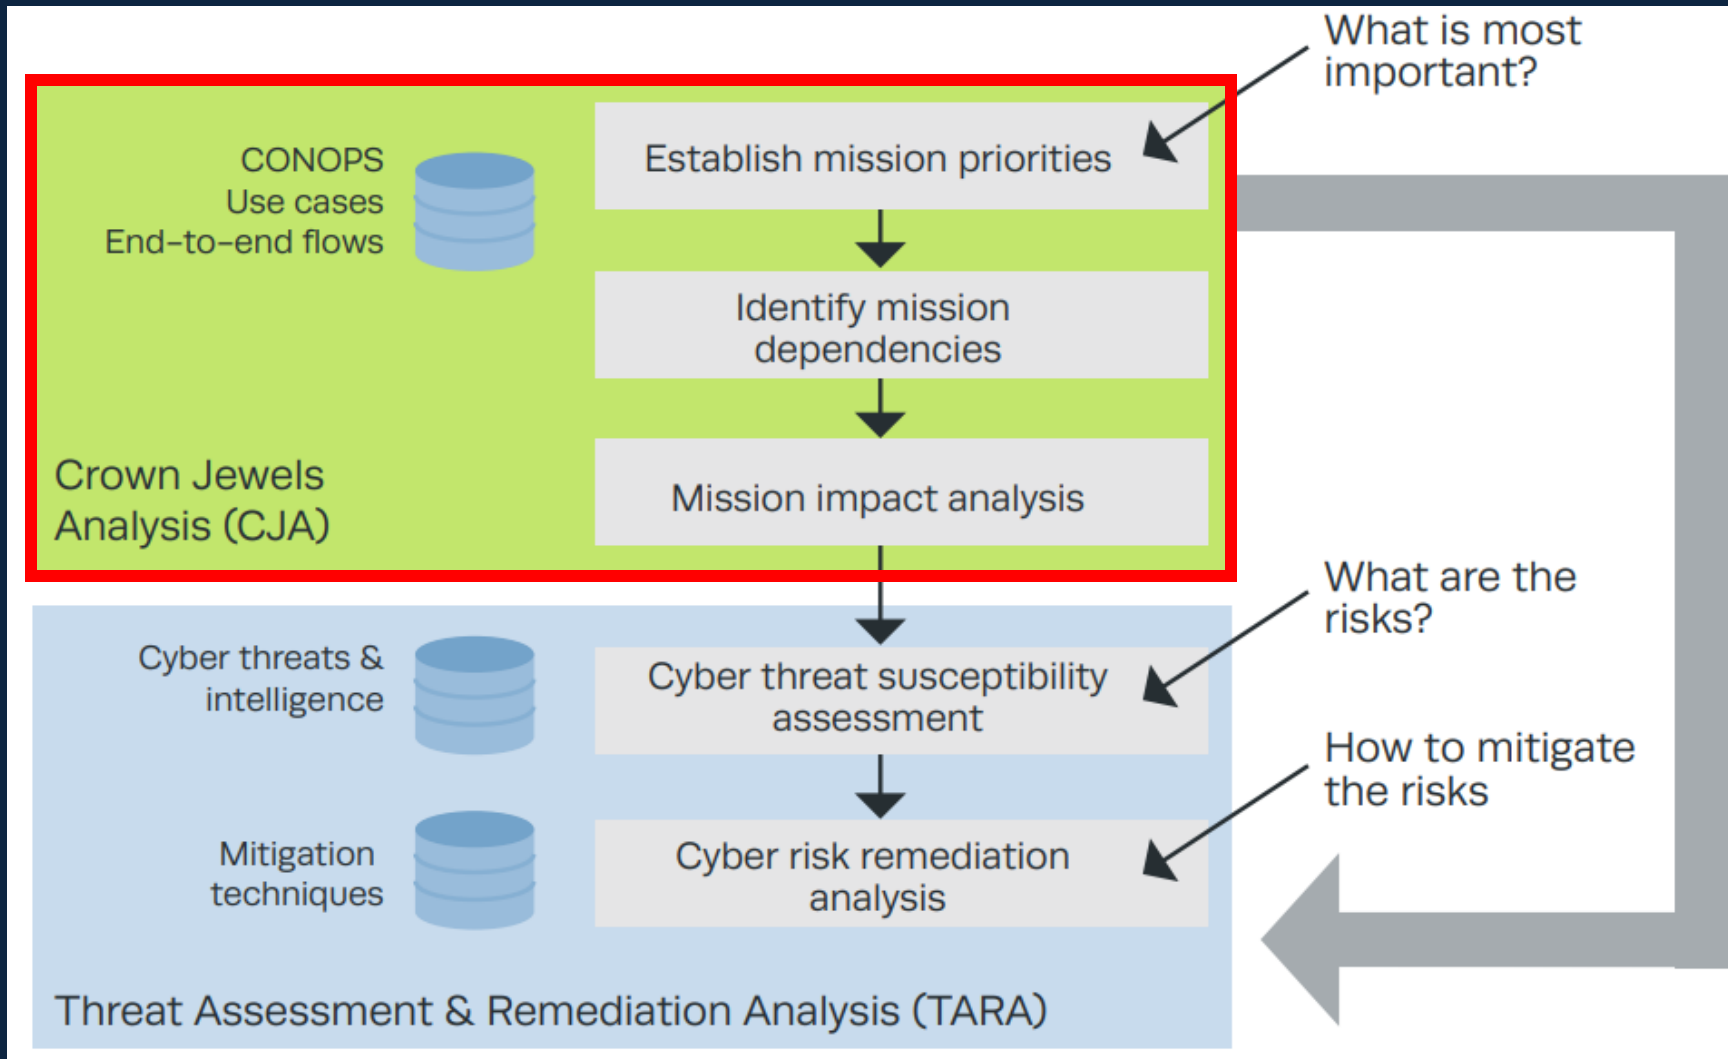 What is most
important?
CONOPS
Use cases
End-to-end flows
Establish mission priorities
Identify mission
dependencies
Crown Jewels
Analysis (CJA)
Mission impact analysis
What are the
risks?
Cyber threats &
intelligence
Cyber threat susceptibility
assessment
How to mitigate
the risks
Mitigation
techniques
Cyber risk remediation
analysis
Threat Assessment & Remediation Analysis (TARA)